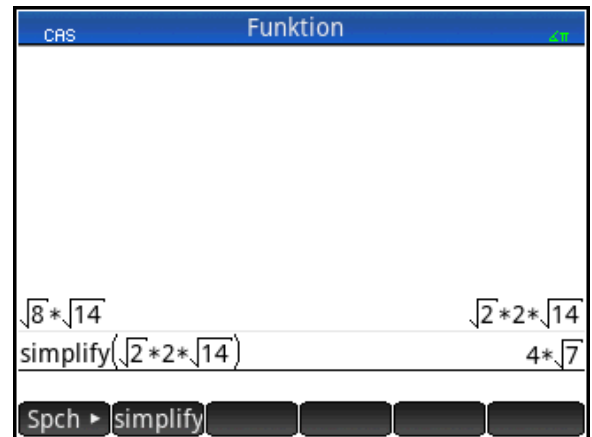 CAS Funktion ∡π
√8*√14 √2*2*√14
simplify(√2*2*√14) 4*√7
Spch ► simplify